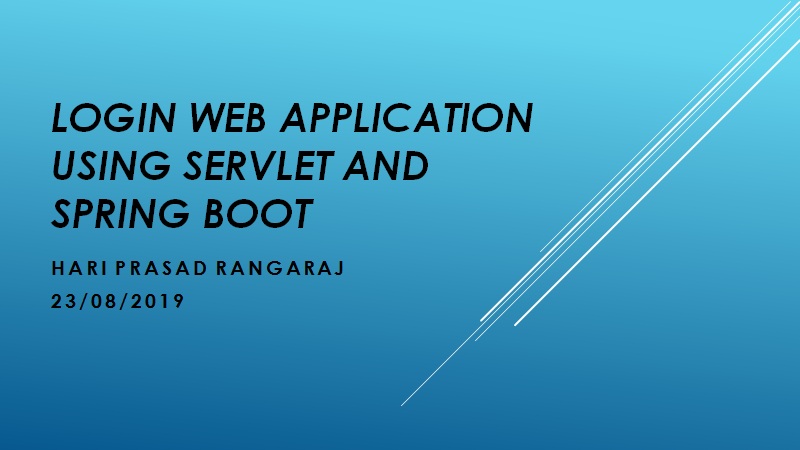 LOGIN WEB APPLICATION
USING SERVLET AND
SPRING BOOT
HARI PRASAD RANGARAJ
23/08/2019